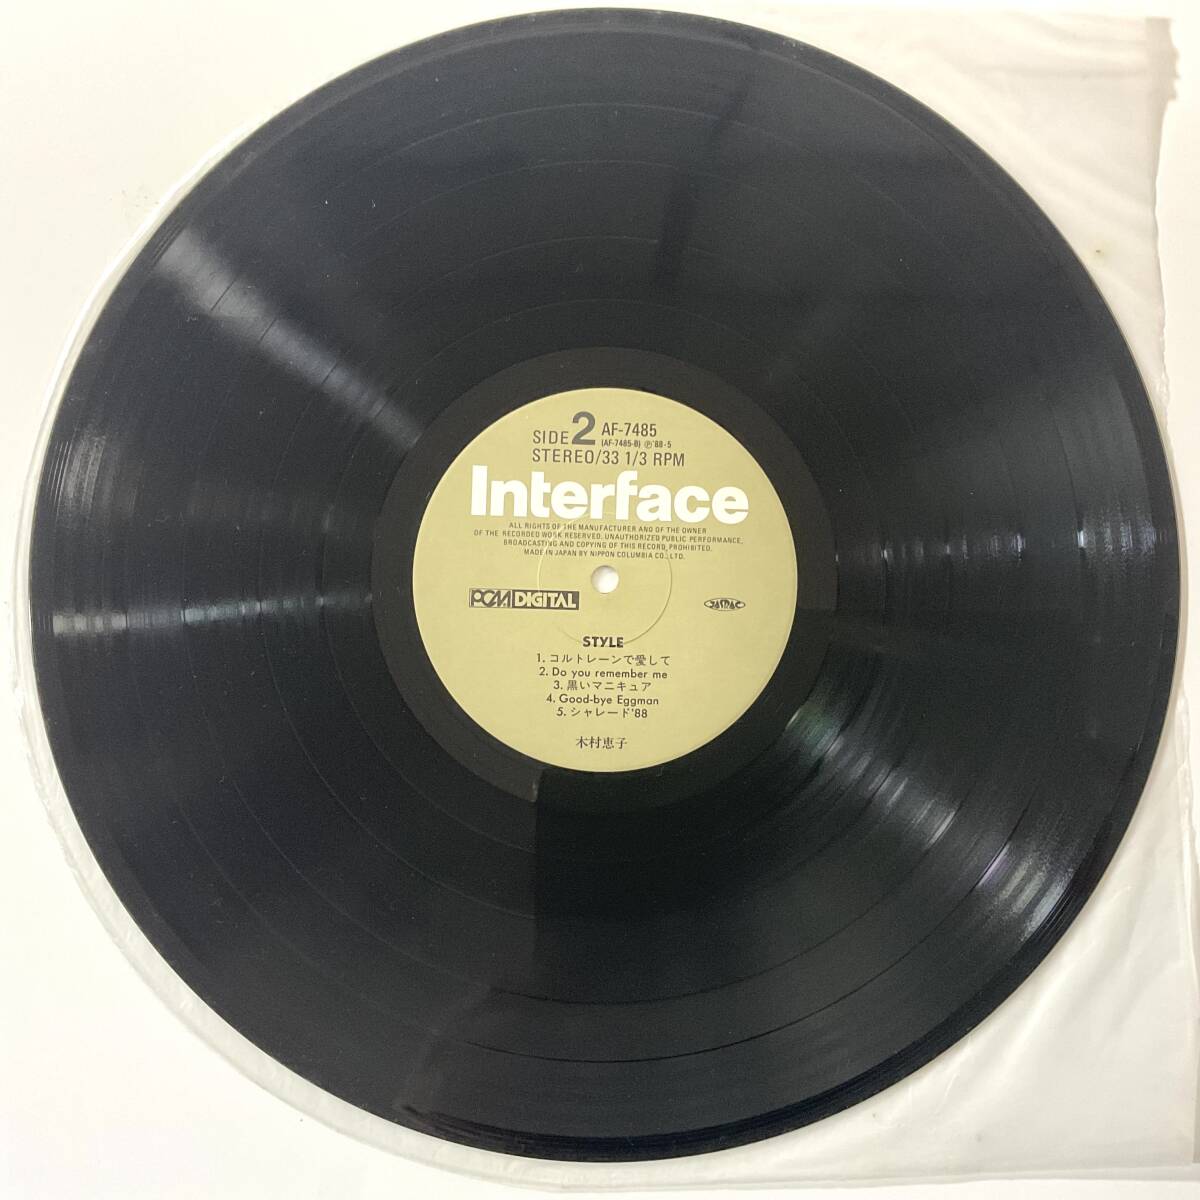 SIDE 2 AF-7485
(AF-7485-B) Ⓟ'88-5
STEREO/33 1/3 RPM
Interface
ALL RIGHTS OF THE MANUFACTURER AND OF THE OWNER
OF THE RECORDED WORK RESERVED. UNAUTHORIZED PUBLIC PERFORMANCE,
BROADCASTING AND COPYING OF THIS RECORD PROHIBITED.
MADE IN JAPAN BY NIPPON COLUMBIA CO., LTD.
PCM DIGITAL
JASRAC
STYLE
1. コルトレーンで愛して
2. Do you remember me
3. 黒いマニキュア
4. Good-bye Eggman
5. シャレード'88
木村恵子